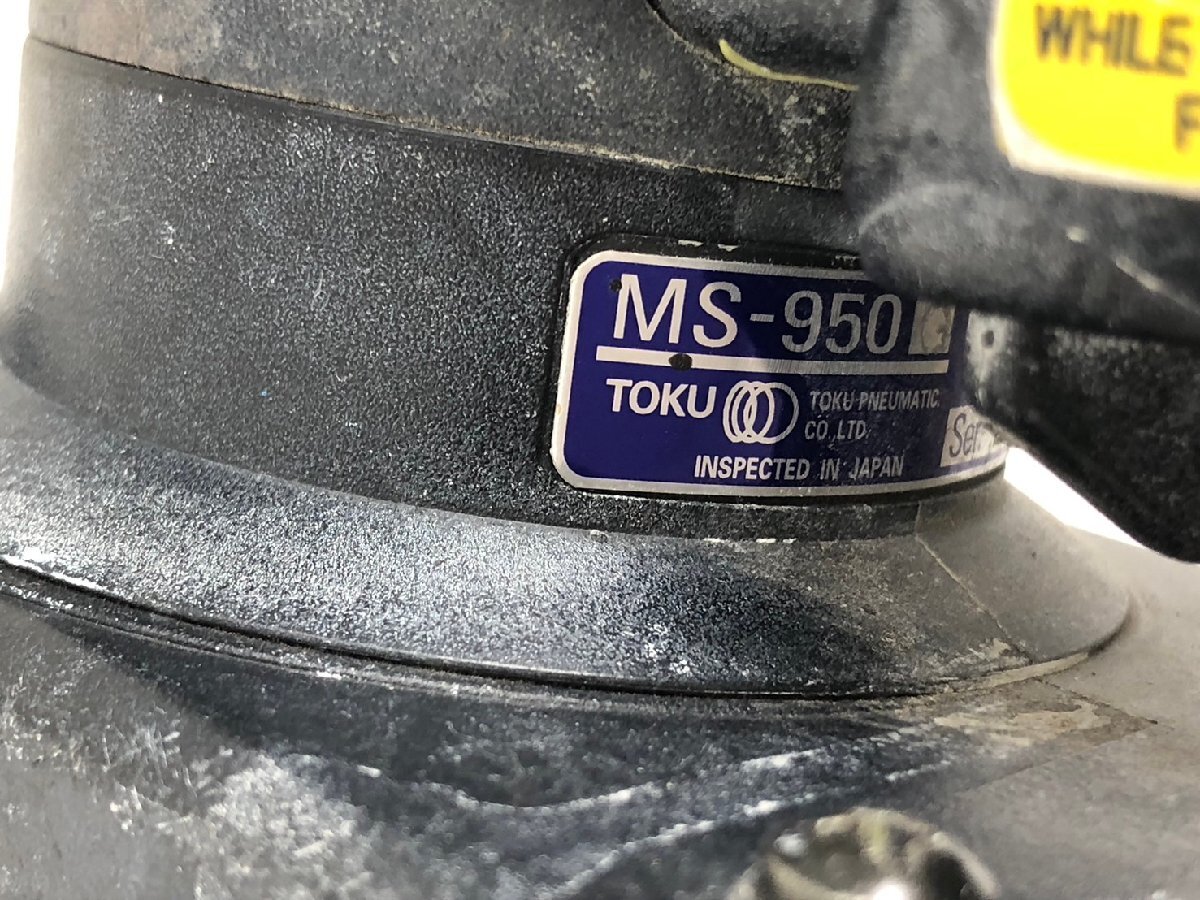 WHILE
MS-950 G
TOKU TOKU PNEUMATIC.
CO.,LTD.
INSPECTED IN JAPAN